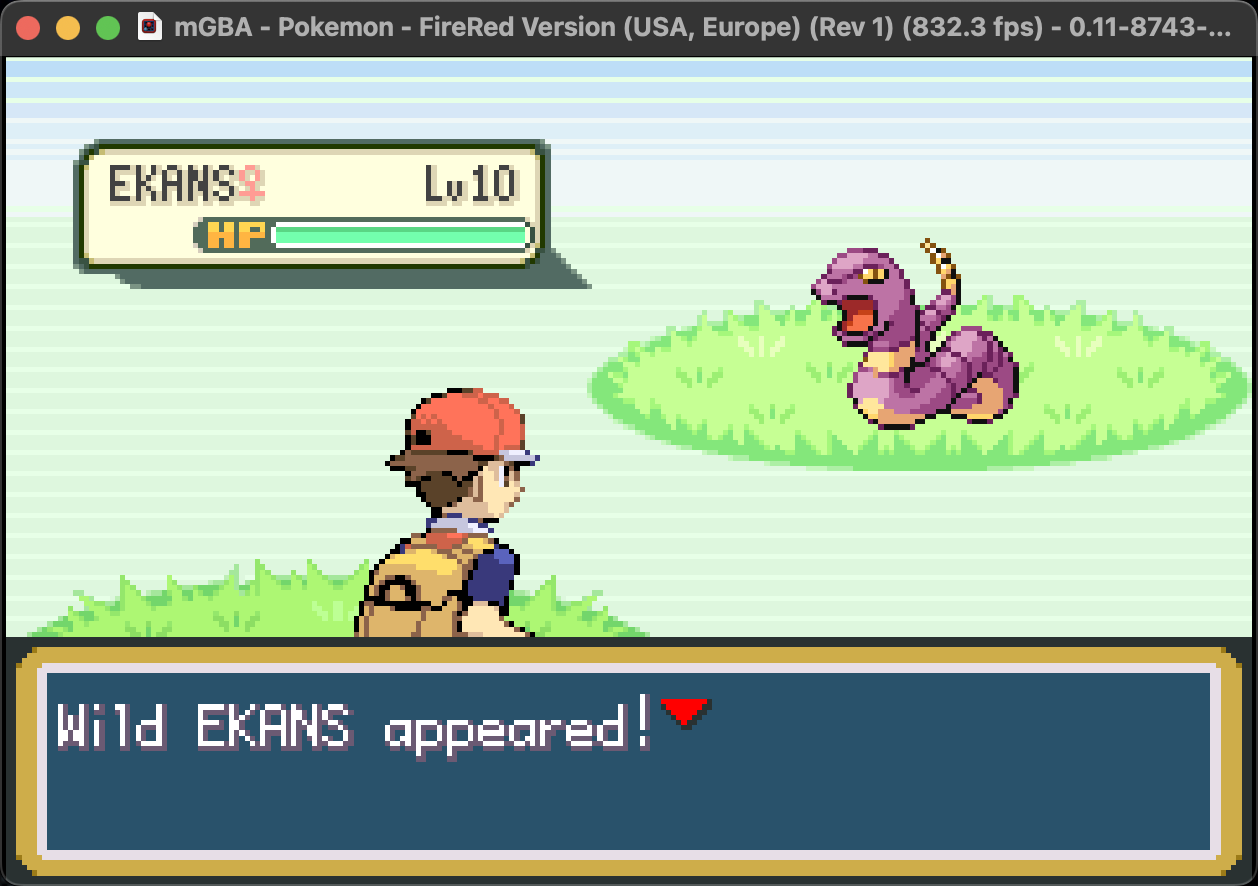 mGBA - Pokemon - FireRed Version (USA, Europe) (Rev 1) (832.3 fps) - 0.11-8743-...
EKANS♀ Lv10
HP
Wild EKANS appeared!